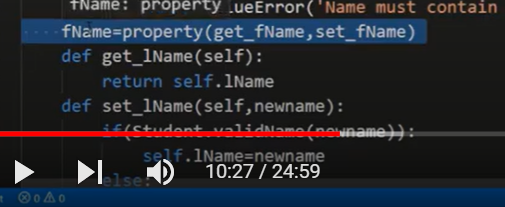 fName: property
ueError('Name must contain
fName=property(get_fName,set_fName)
def get_lName(self):
return self.lName
def set_lName(self,newname):
if(Student.validName(newname)):
self.lName=newname
else:
10:27 / 24:59
0 0